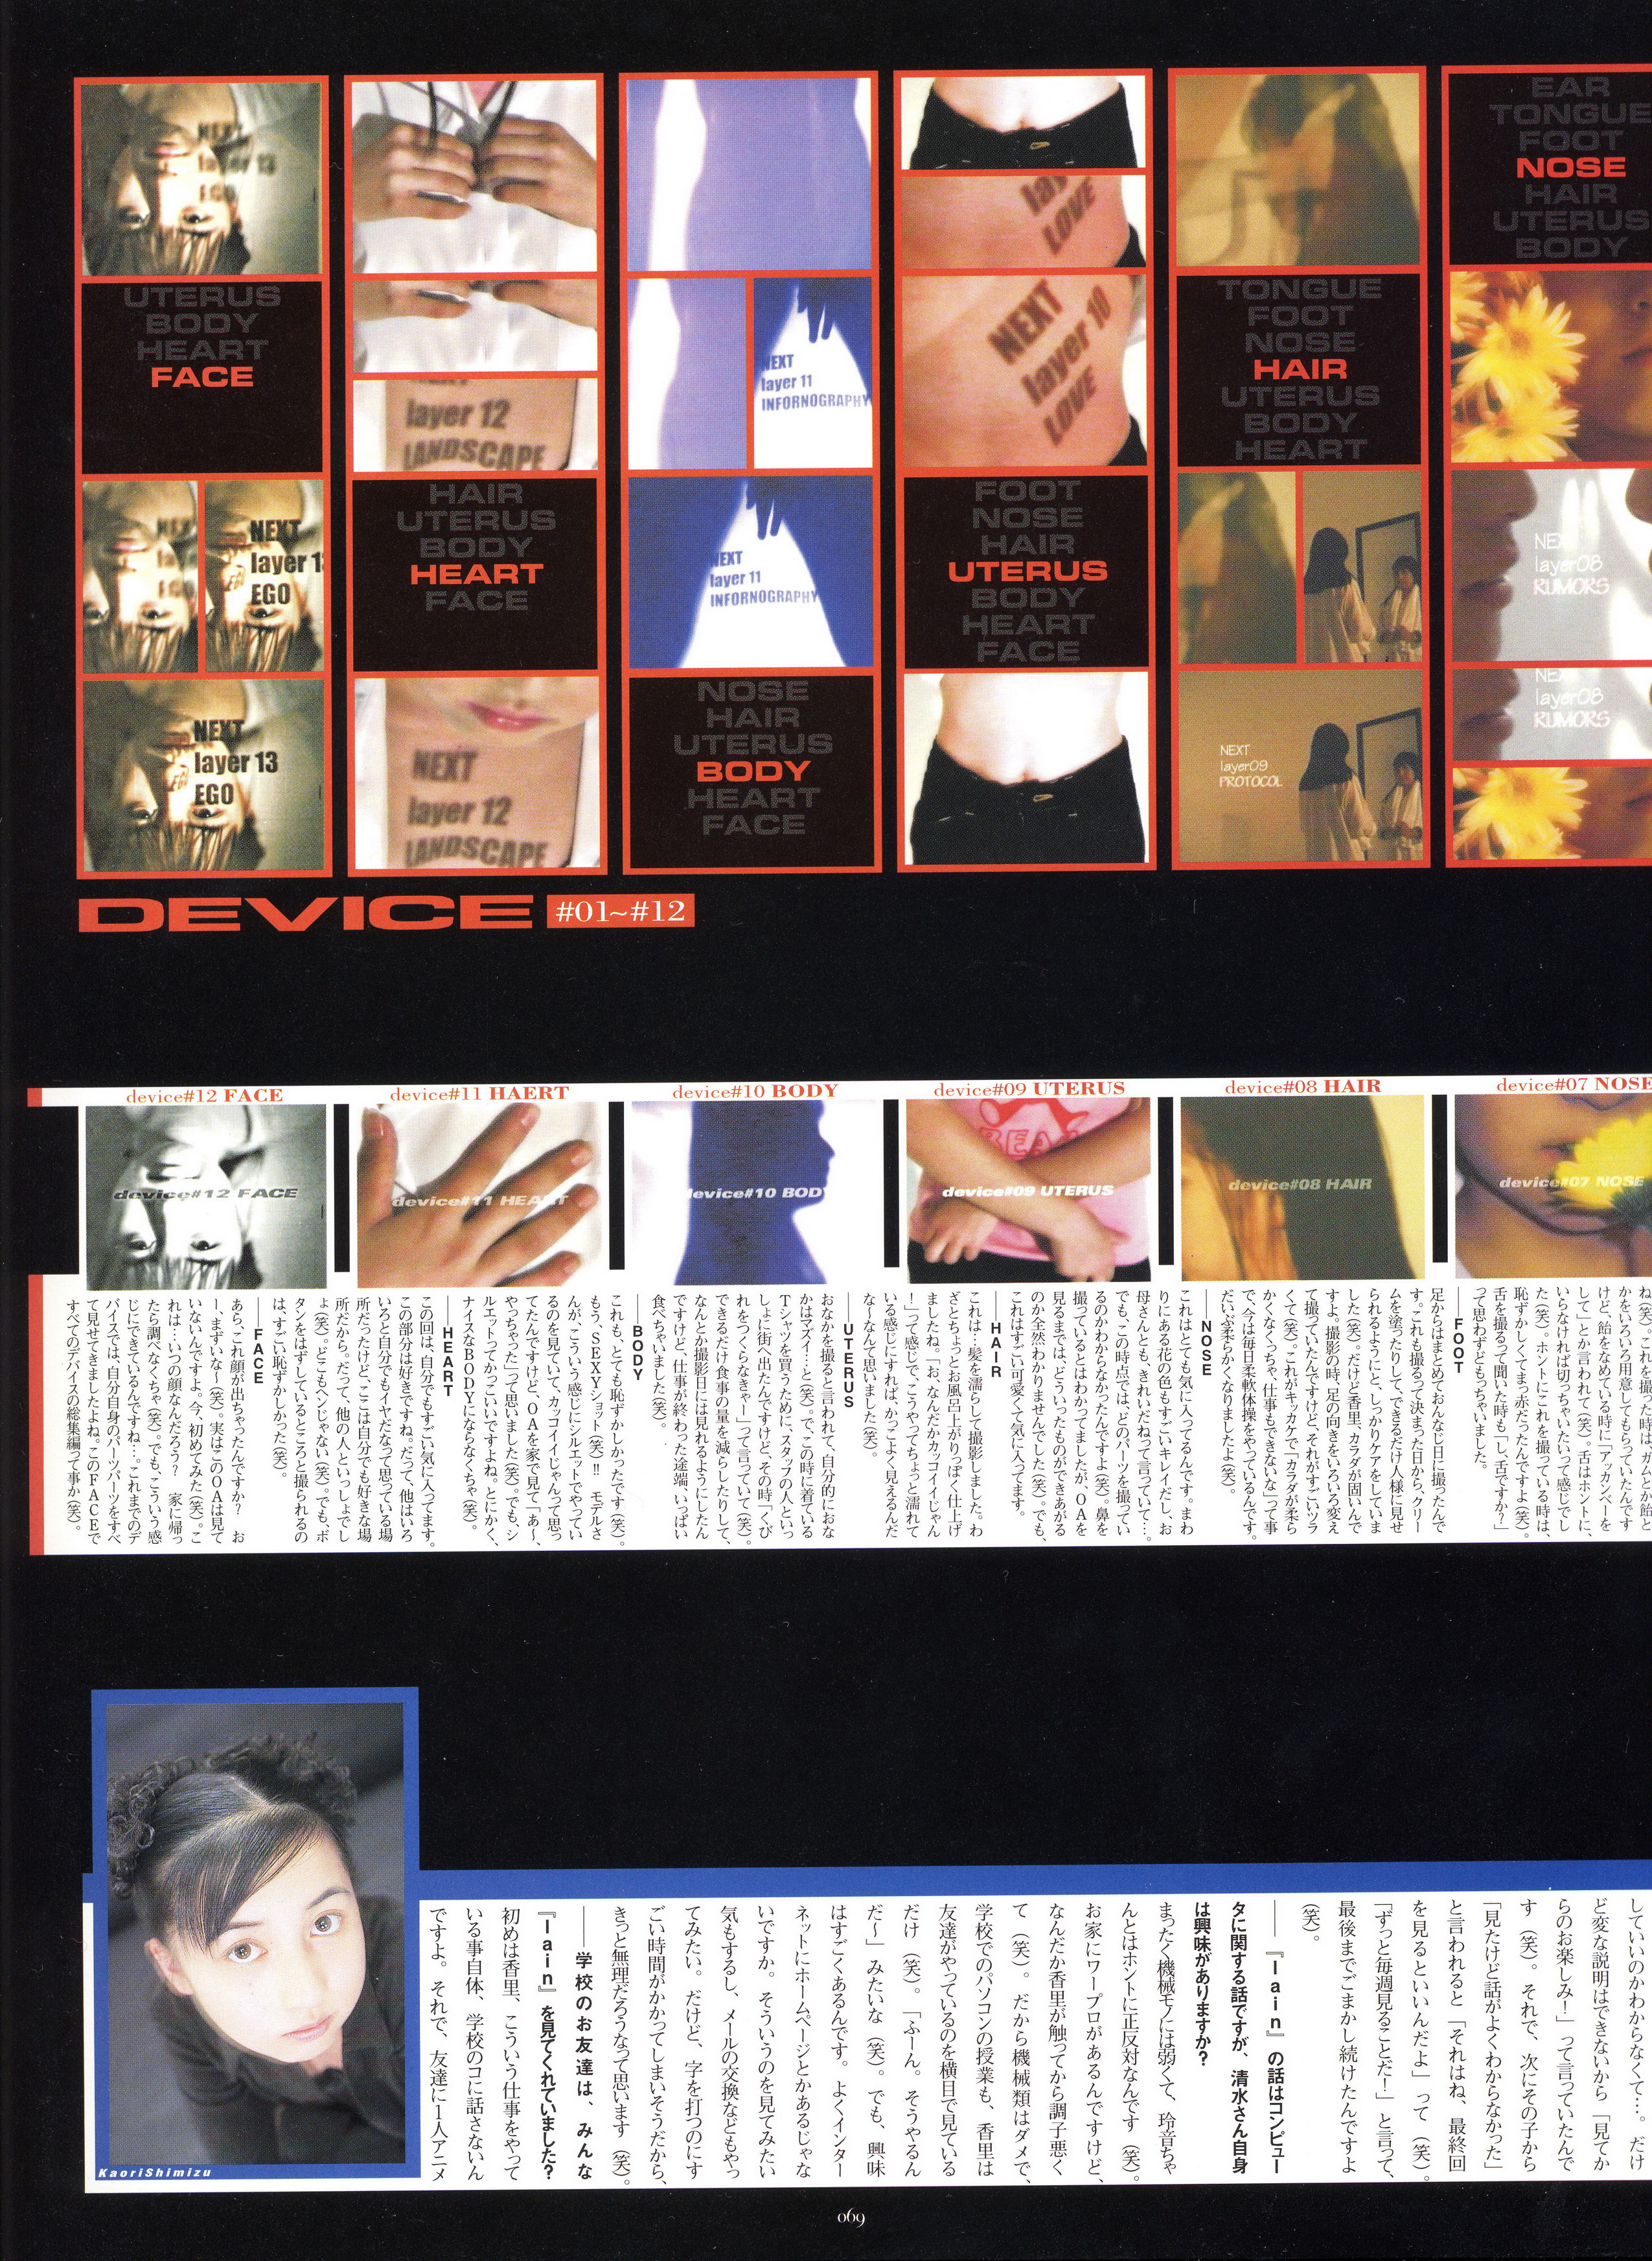 NEXT
layer 13
EGO
UTERUS
BODY
HEART
FACE
NEXT
layer 13
EGO
NEXT
layer 12
LANDSCAPE
HAIR
UTERUS
BODY
HEART
FACE
NEXT
layer 12
LANDSCAPE
NEXT
layer 11
INFORNOGRAPHY
NEXT
layer 11
INFORNOGRAPHY
NOSE
HAIR
UTERUS
BODY
HEART
FACE
LOVE
NEXT
layer 10
LOVE
FOOT
NOSE
HAIR
UTERUS
BODY
HEART
FACE
TONGUE
FOOT
NOSE
HAIR
UTERUS
BODY
HEART
NEXT
layer09
PROTOCOL
EAR
TONGUE
FOOT
NOSE
HAIR
UTERUS
BODY
NEXT
layer08
RUMORS
NEXT
layer08
RUMORS
DEVICE #01~#12
device#12 FACE
device#11 HAERT
device#10 BODY
device#09 UTERUS
device#08 HAIR
device#07 NOSE
device#12 FACE
device#11 HEART
device#10 BODY
device#09 UTERUS
device#08 HAIR
device#07 NOSE
ね(笑)。これを撮った時は、ガムとか飴と
かをいろいろ用意してもらってたんです
けど、飴をなめている時に「アッカンベーを
して」とか言われて(笑)。舌はホントに、
いらなければ切っちゃいたいって感じでし
た(笑)。ホントにこれを撮っている時は、
恥ずかしくてまっ赤だったんですよ(笑)。
舌を撮るって聞いた時も「し、舌ですか?」
って思わずどもっちゃいました。
――FOOT
足からはまとめておんなじ日に撮ったんで
す。これも撮るって決まった日から、クリー
ムを塗ったりして、できるだけ人様に見せ
られるようにと、しっかりケアをしていま
した(笑)。だけど香里、カラダが固いんで
すよ。撮影の時、足の向きをいろいろ変え
て撮っていたんですけど、それがすごいツラ
くて(笑)。これがキッカケで「カラダが柔ら
かくなくっちゃ、仕事もできないな」って事
で、今は毎日柔軟体操をやっているんです。
だいぶ柔らかくなりましたよ(笑)。
――NOSE
これはとても気に入ってるんです。まわ
りにある花の色もすごいキレイだし、お
母さんとも、きれいだねって言っていて…。
でも、この時点では、どのパーツを撮ってい
るのかわからなかったんですよ(笑)。鼻を
撮っているとはわかってましたが、OAを
見るまでは、どういったものができあがる
のか全然わかりませんでした(笑)。でも、
これはすごい可愛くて気に入ってます。
――HAIR
これは…髪を濡らして撮影しました。わ
ざとちょっとお風呂上がりっぽく仕上げ
ましたね。「お、なんだかカッコイイじゃん
!」って感じで、こうやってちょっと濡れて
いる感じにすれば、かっこよく見えるんだ
な〜なんて思いました(笑)。
――UTERUS
おなかを撮ると言われて、自分的におな
かはマズイ…と(笑)。で、この時に着ている
Tシャツを買うために、スタッフの人といっ
しょに街へ出たんですけど、その時「くび
れをつくらなきゃー」って言っていて(笑)。
できるだけ食事の量を減らしたりして
なんとか撮影日には見れるようにしたん
ですけど、仕事が終わった途端、いっぱい
食べちゃいました(笑)。
――BODY
これも、とても恥ずかしかったです(笑)。
もう、SEXYショット(笑)!! モデルさ
んが、こういう感じにシルエットでやってい
るのを見ていて、カッコイイじゃんって思っ
てたんですけど、OAを家で見て「あ〜、
やっちゃった」って思いました(笑)。でも、シ
ルエットってかっこいいですよね。とにかく、
ナイスなBODYにならなくちゃ(笑)。
――HEART
この回は、自分でもすごい気に入ってます。
この部分は好きですね。だって、他はいろ
いろと自分でもイヤだなって思っている場
所だったけど、ここは自分でも好きな場
所だから。だって、他の人といっしょでし
ょ(笑)。どこもヘンじゃない(笑)。でも、ボ
タンをはずしているところと撮られるの
は、すごい恥ずかしかった(笑)。
――FACE
あら、これ顔が出ちゃったんですか? お
ー、まずいな〜(笑)。実はこのOAは見て
いないんですよ。今、初めてみた(笑)。こ
れは…いつの顔なんだろう? 家に帰っ
たら調べなくちゃ(笑)。でも、こういう感
じにできているんですね…。これまでのデ
バイスでは、自分自身のパーツパーツをすべ
て見せてきましたよね。このFACEで
すべてのデバイスの総集編って事か(笑)。
していいのかわからなくて…。だけ
ど変な説明はできないから「見てか
らのお楽しみ!」って言っていたんで
す(笑)。それで、次にその子から
「見たけど話がよくわからなかった」
と言われると「それはね、最終回
を見るといいんだよ」って(笑)。
「ずっと毎週見ることだ!」と言って、
最後までごまかし続けたんですよ
(笑)。
――『lain』の話はコンピュー
タに関する話ですが、清水さん自身
は興味がありますか?
まったく機械モノには弱くて、玲音ちゃ
んとはホントに正反対なんです(笑)。
お家にワープロがあるんですけど、
なんだか香里が触ってから調子悪く
て(笑)。だから機械類はダメで、
学校でのパソコンの授業も、香里は
友達がやっているのを横目で見ている
だけ(笑)。「ふーん。そうやるん
だ〜」みたいな(笑)。でも、興味
はすごくあるんです。よくインター
ネットにホームページとかあるじゃな
いですか。そういうのを見てみたい
気もするし、メールの交換などもやっ
てみたい。だけど、字を打つのにす
ごい時間がかかってしまいそうだから、
きっと無理だろうなって思います(笑)。
――学校のお友達は、みんな
『lain』を見てくれていました?
初めは香里、こういう仕事をやって
いる事自体、学校のコに話さないん
ですよ。それで、友達に1人アニメ
KaoriShimizu
069